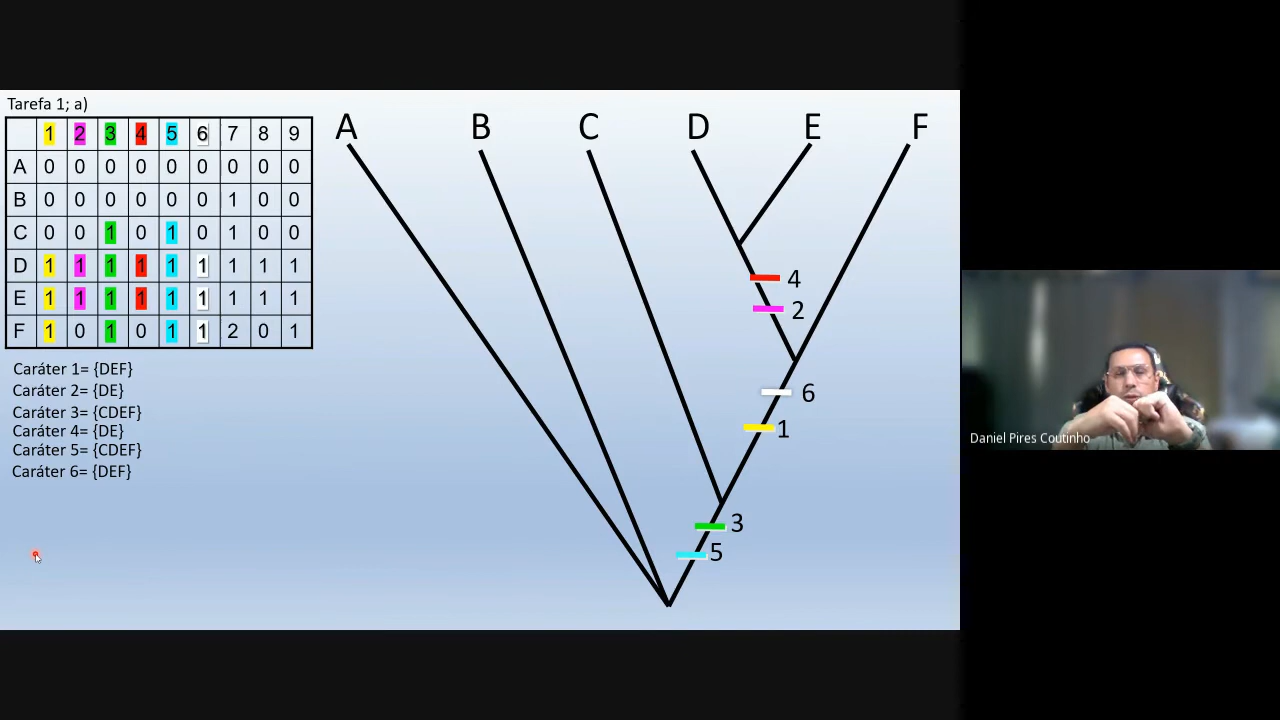 Tarefa 1; a)
1 2 3 4 5 6 7 8 9
A 0 0 0 0 0 0 0 0 0
B 0 0 0 0 0 0 1 0 0
C 0 0 1 0 1 0 1 0 0
D 1 1 1 1 1 1 1 1 1
E 1 1 1 1 1 1 1 1 1
F 1 0 1 0 1 1 2 0 1
Caráter 1= {DEF}
Caráter 2= {DE}
Caráter 3= {CDEF}
Caráter 4= {DE}
Caráter 5= {CDEF}
Caráter 6= {DEF}
A B C D E F
4
2
6
1
3
5
Daniel Pires Coutinho